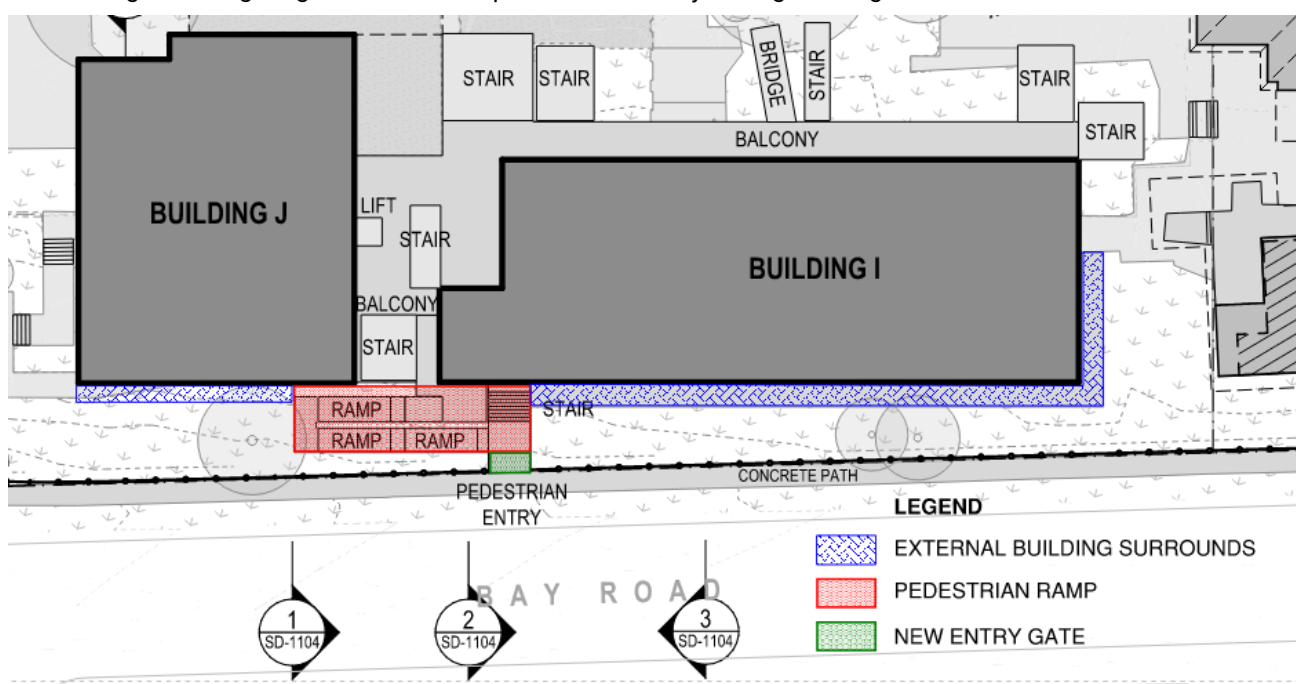 STAIR
STAIR
BRIDGE
STAIR
STAIR
STAIR
BALCONY
BUILDING J
LIFT
STAIR
BUILDING I
BALCONY
STAIR
RAMP
STAIR
RAMP
RAMP
CONCRETE PATH
PEDESTRIAN
ENTRY
LEGEND
EXTERNAL BUILDING SURROUNDS
PEDESTRIAN RAMP
NEW ENTRY GATE
BAY ROAD
1
SD-1104
2
SD-1104
3
SD-1104